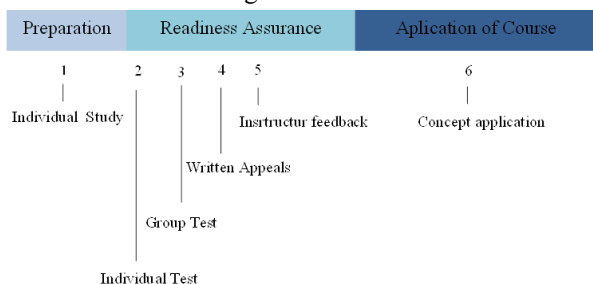 Preparation
Readiness Assurance
Aplication of Course
1
2
3
4
5
6
Individual Study
Insrtructur feedback
Concept application
Written Appeals
Group Test
Individual Test